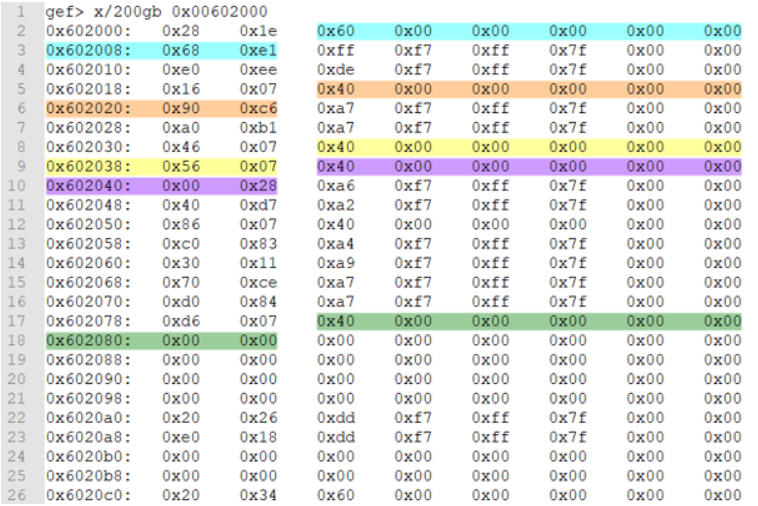 1 gef> x/200gb 0x00602000
2 0x602000: 0x28 0x1e 0x60 0x00 0x00 0x00 0x00 0x00
3 0x602008: 0x68 0xe1 0xff 0xf7 0xff 0x7f 0x00 0x00
4 0x602010: 0xe0 0xee 0xde 0xf7 0xff 0x7f 0x00 0x00
5 0x602018: 0x16 0x07 0x40 0x00 0x00 0x00 0x00 0x00
6 0x602020: 0x90 0xc6 0xa7 0xf7 0xff 0x7f 0x00 0x00
7 0x602028: 0xa0 0xb1 0xa7 0xf7 0xff 0x7f 0x00 0x00
8 0x602030: 0x46 0x07 0x40 0x00 0x00 0x00 0x00 0x00
9 0x602038: 0x56 0x07 0x40 0x00 0x00 0x00 0x00 0x00
10 0x602040: 0x00 0x28 0xa6 0xf7 0xff 0x7f 0x00 0x00
11 0x602048: 0x40 0xd7 0xa2 0xf7 0xff 0x7f 0x00 0x00
12 0x602050: 0x86 0x07 0x40 0x00 0x00 0x00 0x00 0x00
13 0x602058: 0xc0 0x83 0xa4 0xf7 0xff 0x7f 0x00 0x00
14 0x602060: 0x30 0x11 0xa9 0xf7 0xff 0x7f 0x00 0x00
15 0x602068: 0x70 0xce 0xa7 0xf7 0xff 0x7f 0x00 0x00
16 0x602070: 0xd0 0x84 0xa7 0xf7 0xff 0x7f 0x00 0x00
17 0x602078: 0xd6 0x07 0x40 0x00 0x00 0x00 0x00 0x00
18 0x602080: 0x00 0x00 0x00 0x00 0x00 0x00 0x00 0x00
19 0x602088: 0x00 0x00 0x00 0x00 0x00 0x00 0x00 0x00
20 0x602090: 0x00 0x00 0x00 0x00 0x00 0x00 0x00 0x00
21 0x602098: 0x00 0x00 0x00 0x00 0x00 0x00 0x00 0x00
22 0x6020a0: 0x20 0x26 0xdd 0xf7 0xff 0x7f 0x00 0x00
23 0x6020a8: 0xe0 0x18 0xdd 0xf7 0xff 0x7f 0x00 0x00
24 0x6020b0: 0x00 0x00 0x00 0x00 0x00 0x00 0x00 0x00
25 0x6020b8: 0x00 0x00 0x00 0x00 0x00 0x00 0x00 0x00
26 0x6020c0: 0x20 0x34 0x60 0x00 0x00 0x00 0x00 0x00